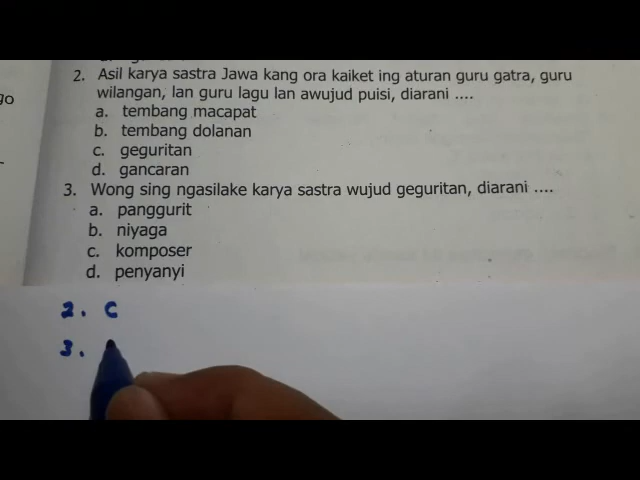 2. Asil karya sastra Jawa kang ora kaiket ing aturan guru gatra, guru
wilangan, lan guru lagu lan awujud puisi, diarani ....
a. tembang macapat
b. tembang dolanan
c. geguritan
d. gancaran
3. Wong sing ngasilake karya sastra wujud geguritan, diarani ....
a. panggurit
b. niyaga
c. komposer
d. penyanyi
2. C
3.